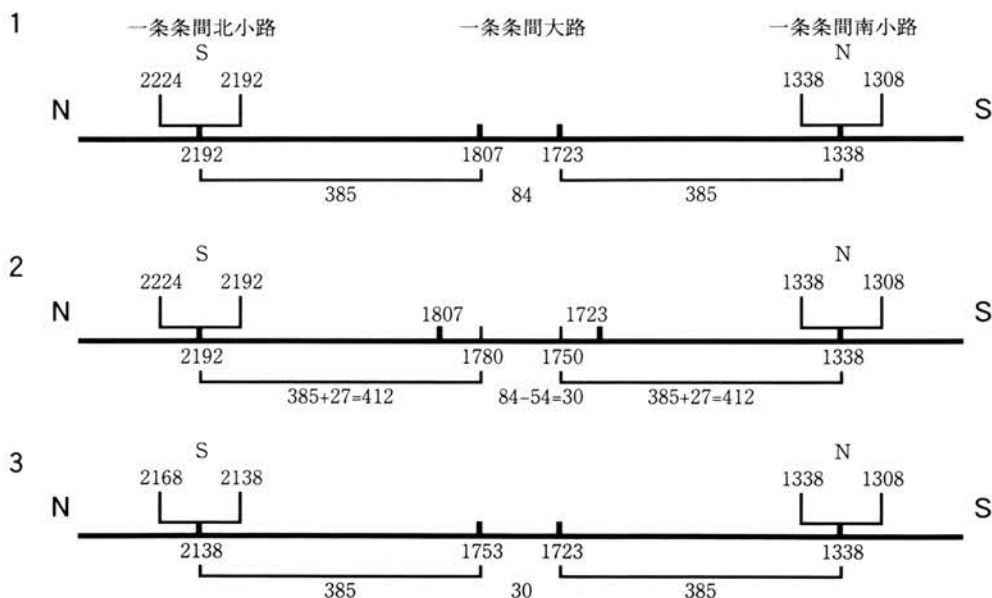 1 一条条間北小路 一条条間大路 一条条間南小路
S N
2224 2192 1338 1308
N S
2192 1807 1723 1338
385 84 385
2
S N
2224 2192 1338 1308
N 1807 1723 S
2192 1780 1750 1338
385+27=412 84-54=30 385+27=412
3
S N
2168 2138 1338 1308
N S
2138 1753 1723 1338
385 30 385